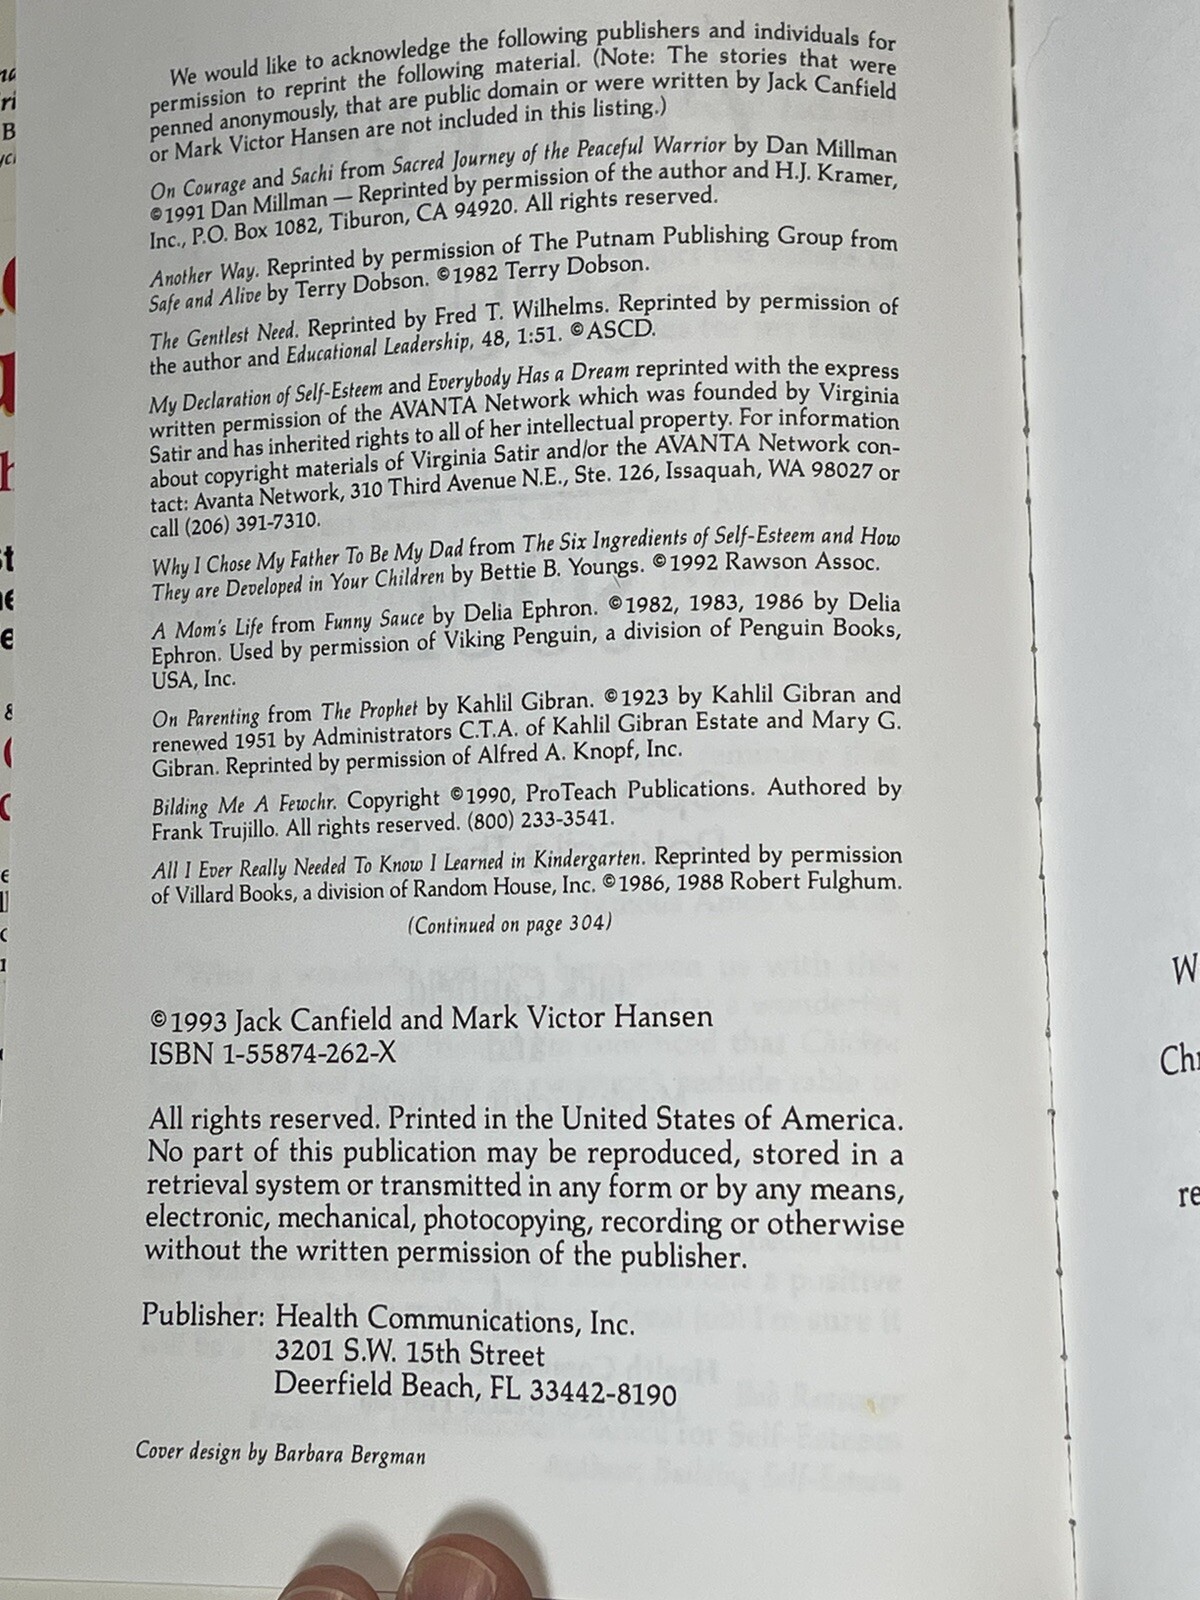 We would like to acknowledge the following publishers and individuals for
permission to reprint the following material. (Note: The stories that were
penned anonymously, that are public domain or were written by Jack Canfield
or Mark Victor Hansen are not included in this listing.)
On Courage and Sachi from Sacred Journey of the Peaceful Warrior by Dan Millman
©1991 Dan Millman — Reprinted by permission of the author and H.J. Kramer,
Inc., P.O. Box 1082, Tiburon, CA 94920. All rights reserved.
Another Way. Reprinted by permission of The Putnam Publishing Group from
Safe and Alive by Terry Dobson. ©1982 Terry Dobson.
The Gentlest Need. Reprinted by Fred T. Wilhelms. Reprinted by permission of
the author and Educational Leadership, 48, 1:51. ©ASCD.
My Declaration of Self-Esteem and Everybody Has a Dream reprinted with the express
written permission of the AVANTA Network which was founded by Virginia
Satir and has inherited rights to all of her intellectual property. For information
about copyright materials of Virginia Satir and/or the AVANTA Network con-
tact: Avanta Network, 310 Third Avenue N.E., Ste. 126, Issaquah, WA 98027 or
call (206) 391-7310.
Why I Chose My Father To Be My Dad from The Six Ingredients of Self-Esteem and How
They are Developed in Your Children by Bettie B. Youngs. ©1992 Rawson Assoc.
A Mom's Life from Funny Sauce by Delia Ephron. ©1982, 1983, 1986 by Delia
Ephron. Used by permission of Viking Penguin, a division of Penguin Books,
USA, Inc.
On Parenting from The Prophet by Kahlil Gibran. ©1923 by Kahlil Gibran and
renewed 1951 by Administrators C.T.A. of Kahlil Gibran Estate and Mary G.
Gibran. Reprinted by permission of Alfred A. Knopf, Inc.
Bilding Me A Fewchr. Copyright ©1990, ProTeach Publications. Authored by
Frank Trujillo. All rights reserved. (800) 233-3541.
All I Ever Really Needed To Know I Learned in Kindergarten. Reprinted by permission
of Villard Books, a division of Random House, Inc. ©1986, 1988 Robert Fulghum.
(Continued on page 304)
©1993 Jack Canfield and Mark Victor Hansen
ISBN 1-55874-262-X
All rights reserved. Printed in the United States of America.
No part of this publication may be reproduced, stored in a
retrieval system or transmitted in any form or by any means,
electronic, mechanical, photocopying, recording or otherwise
without the written permission of the publisher.
Publisher: Health Communications, Inc.
3201 S.W. 15th Street
Deerfield Beach, FL 33442-8190
Cover design by Barbara Bergman